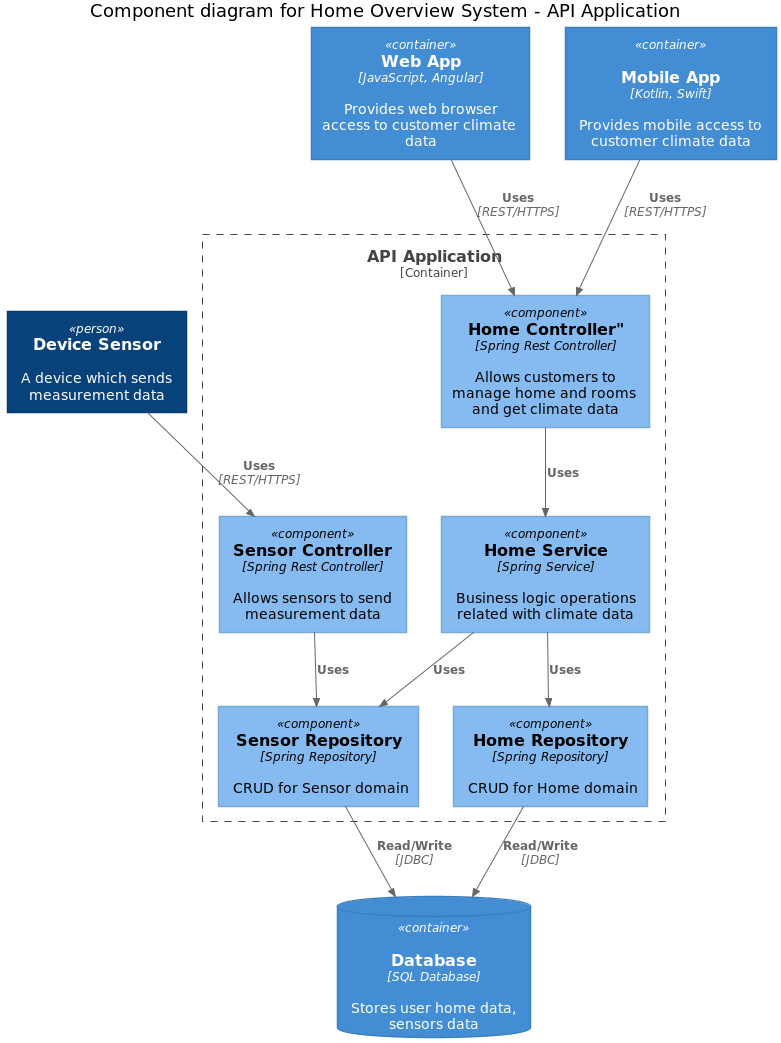 Component diagram for Home Overview System - API Application
«container»
Web App
[JavaScript, Angular]
Provides web browser
access to customer climate
data
«container»
Mobile App
[Kotlin, Swift]
Provides mobile access to
customer climate data
Uses
[REST/HTTPS]
Uses
[REST/HTTPS]
API Application
[Container]
«component»
Home Controller"
[Spring Rest Controller]
Allows customers to
manage home and rooms
and get climate data
«person»
Device Sensor
A device which sends
measurement data
Uses
[REST/HTTPS]
Uses
«component»
Sensor Controller
[Spring Rest Controller]
Allows sensors to send
measurement data
«component»
Home Service
[Spring Service]
Business logic operations
related with climate data
Uses
Uses
Uses
«component»
Sensor Repository
[Spring Repository]
CRUD for Sensor domain
«component»
Home Repository
[Spring Repository]
CRUD for Home domain
Read/Write
[JDBC]
Read/Write
[JDBC]
«container»
Database
[SQL Database]
Stores user home data,
sensors data